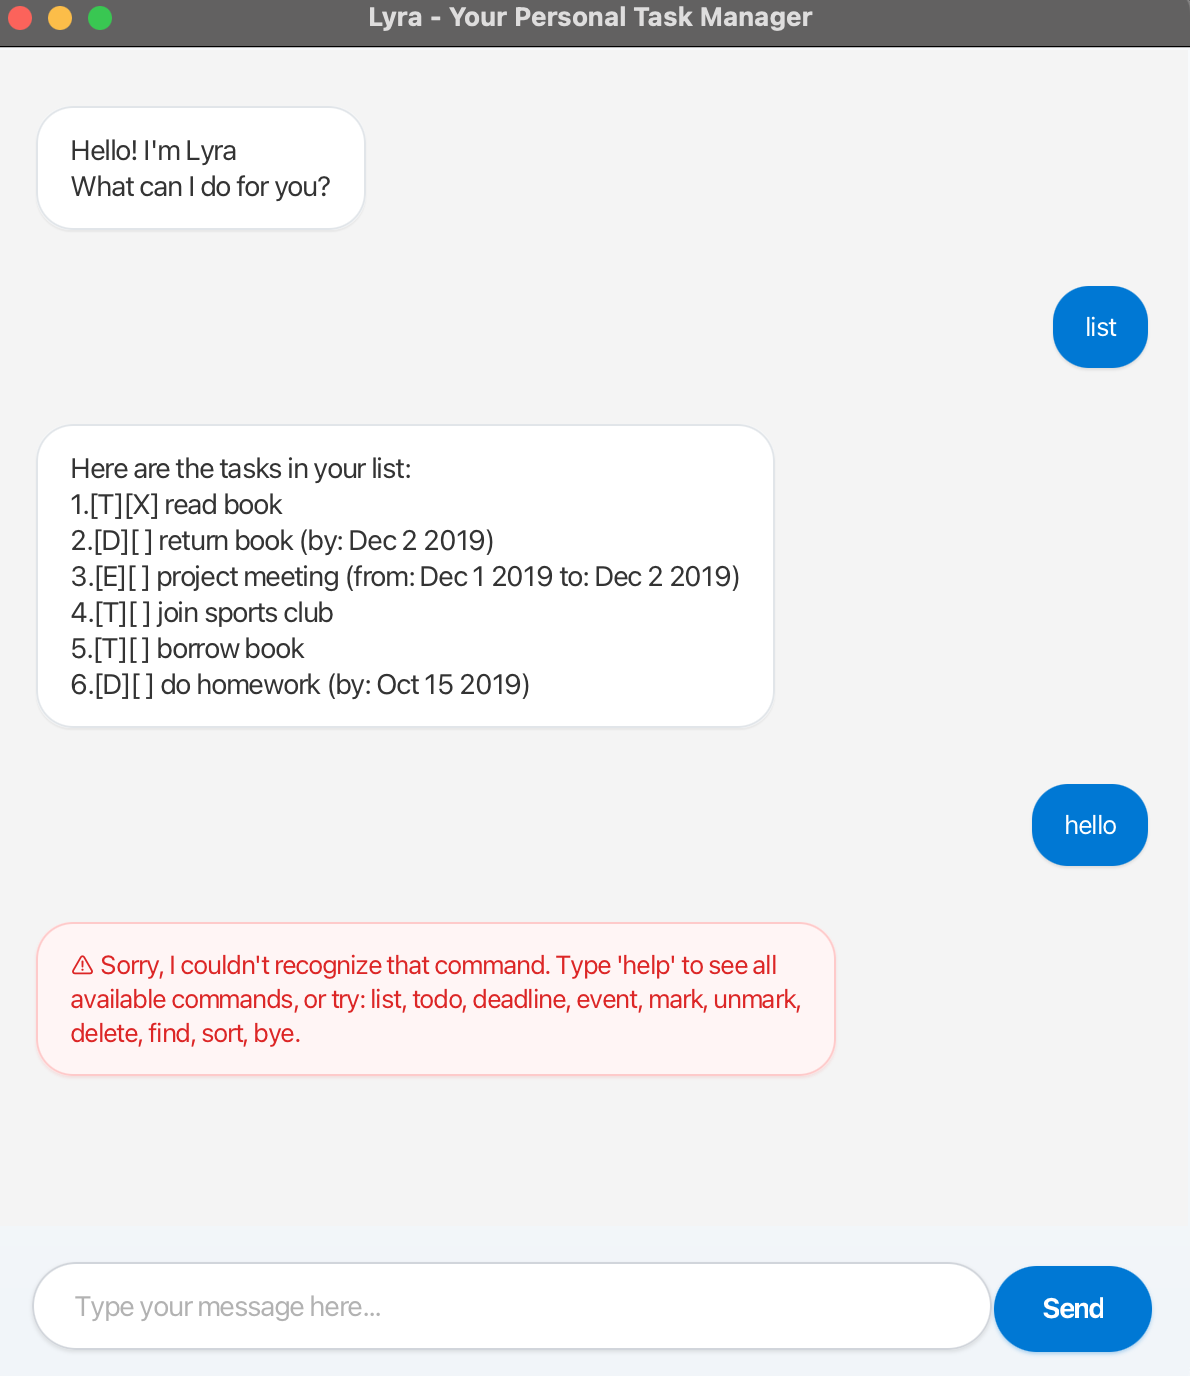 Lyra - Your Personal Task Manager
Hello! I'm Lyra
What can I do for you?
list
Here are the tasks in your list:
1.[T][X] read book
2.[D][ ] return book (by: Dec 2 2019)
3.[E][ ] project meeting (from: Dec 1 2019 to: Dec 2 2019)
4.[T][ ] join sports club
5.[T][ ] borrow book
6.[D][ ] do homework (by: Oct 15 2019)
hello
⚠ Sorry, I couldn't recognize that command. Type 'help' to see all
available commands, or try: list, todo, deadline, event, mark, unmark,
delete, find, sort, bye.
Type your message here...
Send